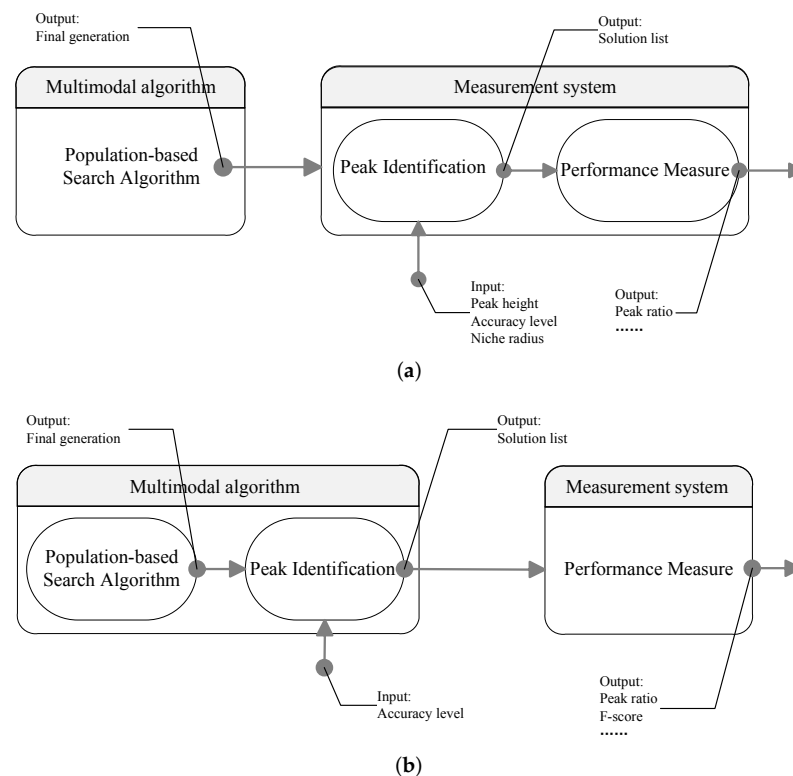 Output:
Final generation
Output:
Solution list
Multimodal algorithm
Measurement system
Population-based
Search Algorithm
Peak Identification
Performance Measure
Input:
Peak height
Accuracy level
Niche radius
Output:
Peak ratio
......
(a)
Output:
Final generation
Output:
Solution list
Multimodal algorithm
Measurement system
Population-based
Search Algorithm
Peak Identification
Performance Measure
Input:
Accuracy level
Output:
Peak ratio
F-score
......
(b)